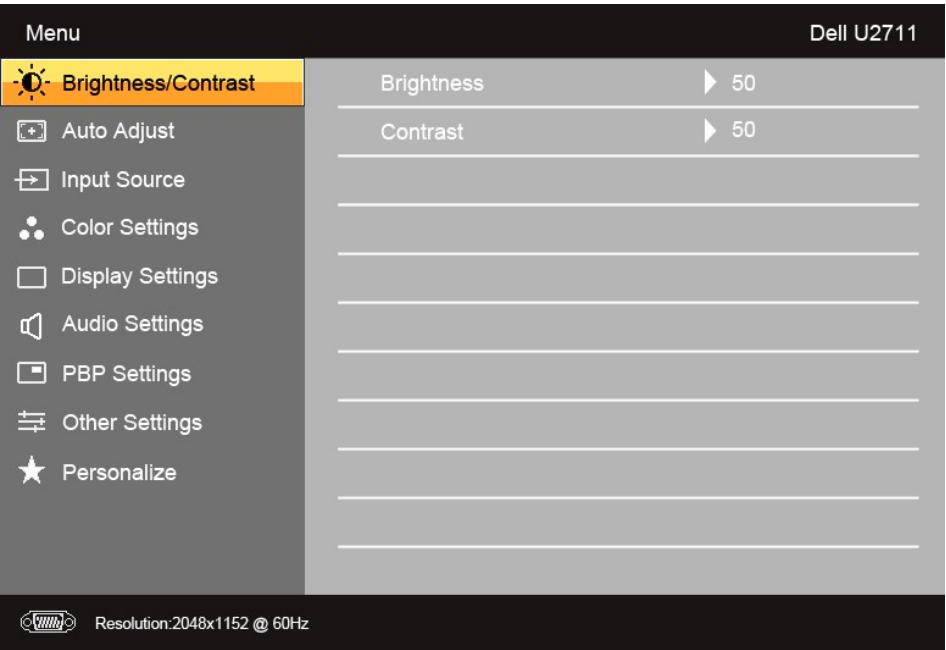 Menu Dell U2711
Brightness/Contrast Brightness 50
Auto Adjust Contrast 50
Input Source
Color Settings
Display Settings
Audio Settings
PBP Settings
Other Settings
Personalize
Resolution:2048x1152 @ 60Hz